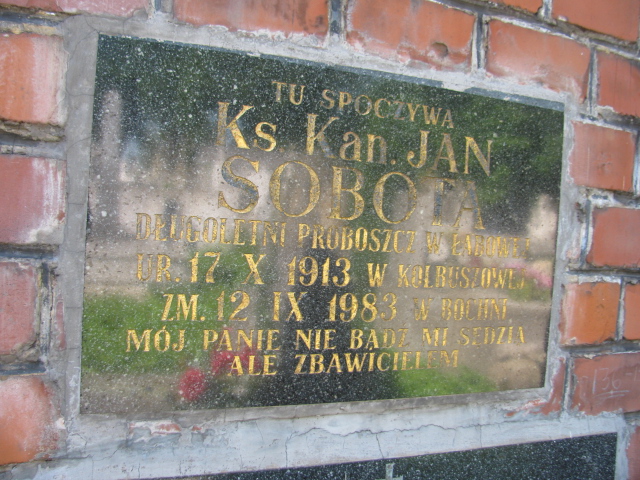 TU SPOCZYWA
Ks. Kan. JAN
SOBOTA
DŁUGOLETNI PROBOSZCZ W ŁABOWEJ
UR. 17 X 1913 W KOLBUSZOWEJ
ZM. 12 IX 1983 W BOCHNI
MÓJ PANIE NIE BĄDŹ MI SĘDZIĄ
ALE ZBAWICIELEM